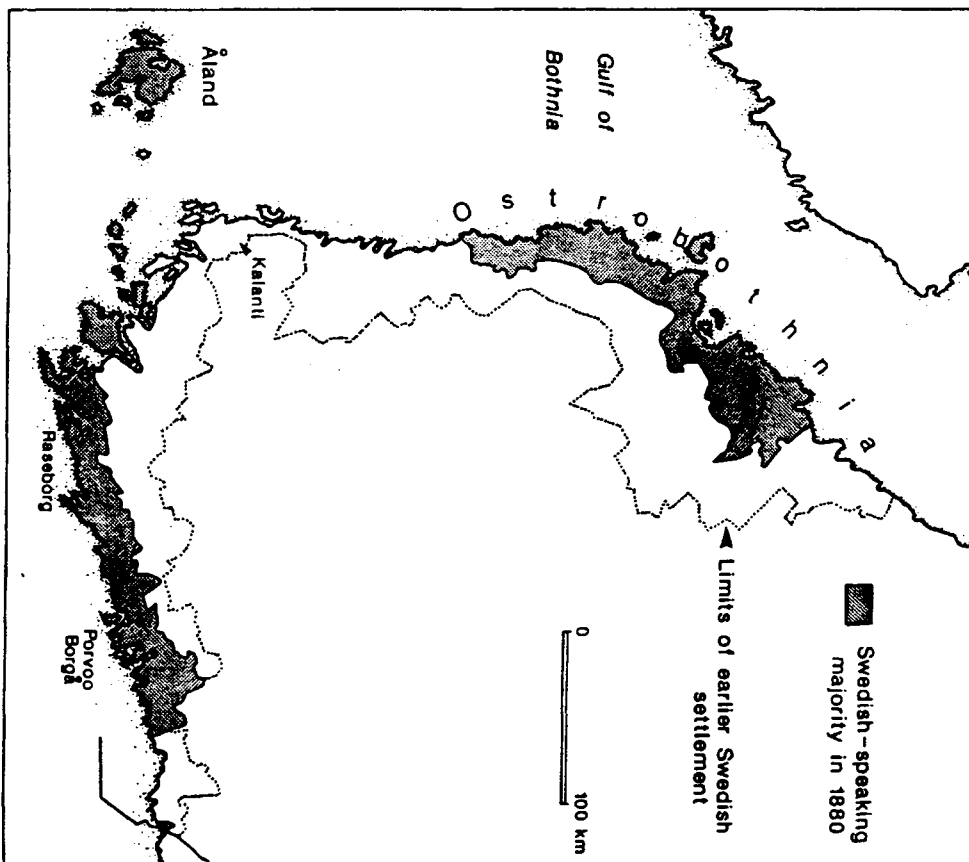 Åland
Gulf of
Bothnia
Ostrobothnia
Kalanti
Raseborg
Porvoo
Borgå
Limits of earlier Swedish
settlement
Swedish-speaking
majority in 1880
0
100 km